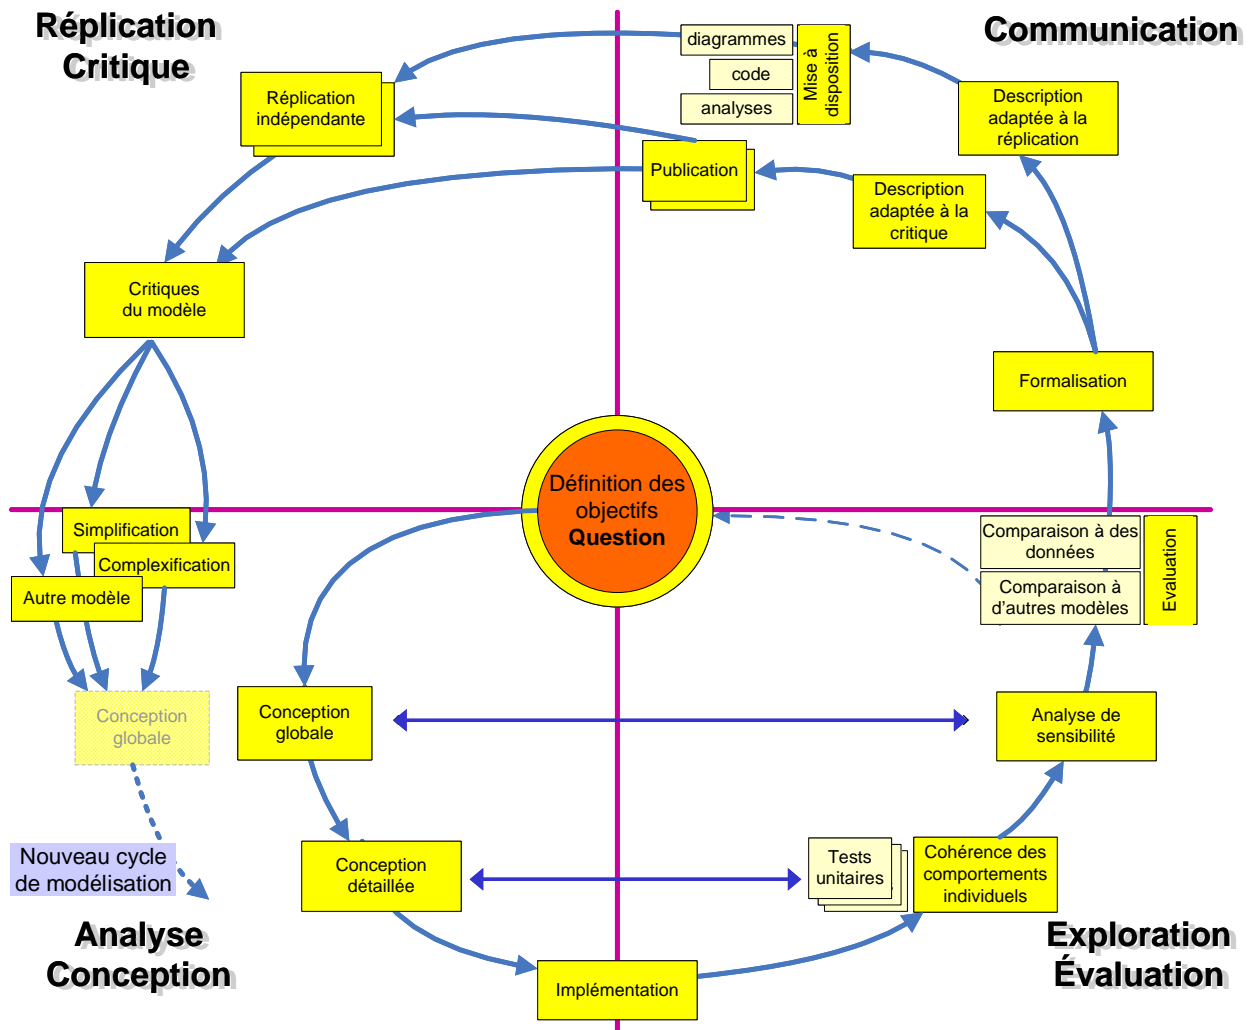 Réplication
Critique
Communication
diagrammes
code
analyses
Mise à
disposition
Description
adaptée à la
réplication
Réplication
indépendante
Publication
Description
adaptée à la
critique
Critiques
du modèle
Formalisation
Définition des
objectifs
Question
Simplification
Complexification
Autre modèle
Comparaison à des
données
Comparaison à
d'autres modèles
Evaluation
Conception
globale
Conception
globale
Analyse de
sensibilité
Nouveau cycle
de modélisation
Conception
détaillée
Tests
unitaires
Cohérence des
comportements
individuels
Analyse
Conception
Implémentation
Exploration
Évaluation